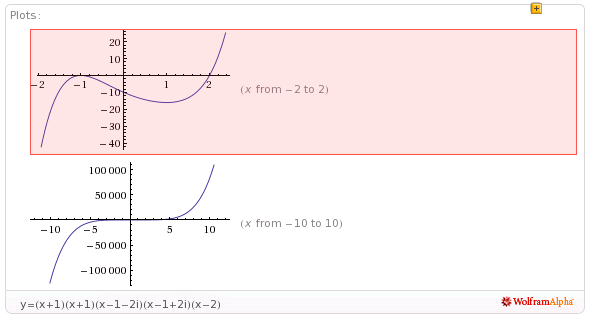 Plots:
20
10
−2 −1 1 2
−10
−20
−30
−40
(x from −2 to 2)
100 000
50 000
−10 −5 5 10
−50 000
−100 000
(x from −10 to 10)
y=(x+1)(x+1)(x−1−2i)(x−1+2i)(x−2)
WolframAlpha